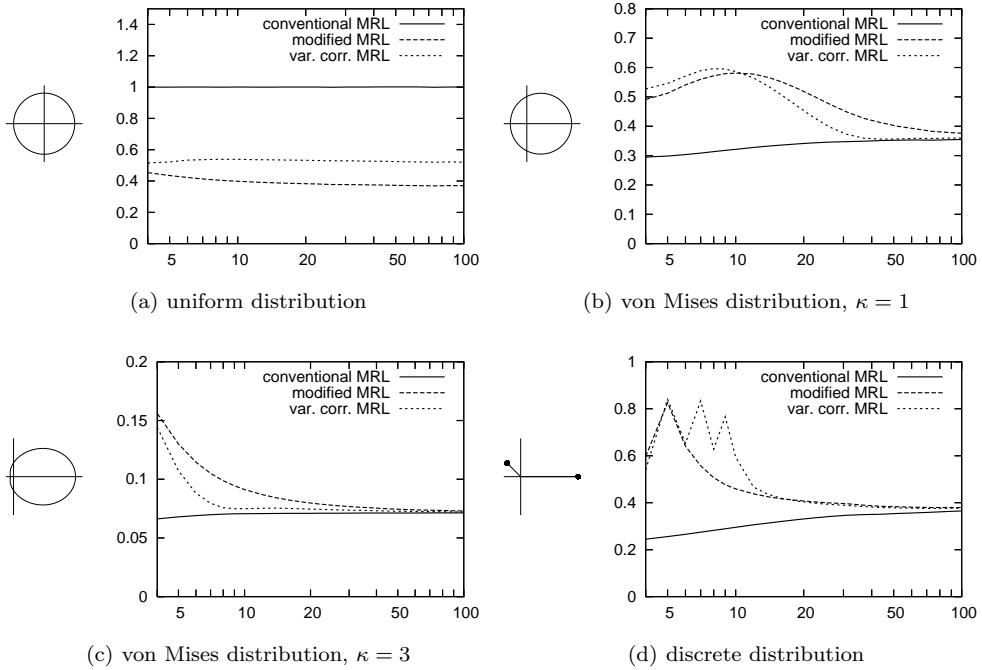 conventional MRL
modified MRL
var. corr. MRL
1.4
1.2
1
0.8
0.6
0.4
0.2
0
5 10 20 50 100
(a) uniform distribution
conventional MRL
modified MRL
var. corr. MRL
0.8
0.7
0.6
0.5
0.4
0.3
0.2
0.1
0
5 10 20 50 100
(b) von Mises distribution, κ = 1
conventional MRL
modified MRL
var. corr. MRL
0.2
0.15
0.1
0.05
0
5 10 20 50 100
(c) von Mises distribution, κ = 3
conventional MRL
modified MRL
var. corr. MRL
1
0.8
0.6
0.4
0.2
0
5 10 20 50 100
(d) discrete distribution